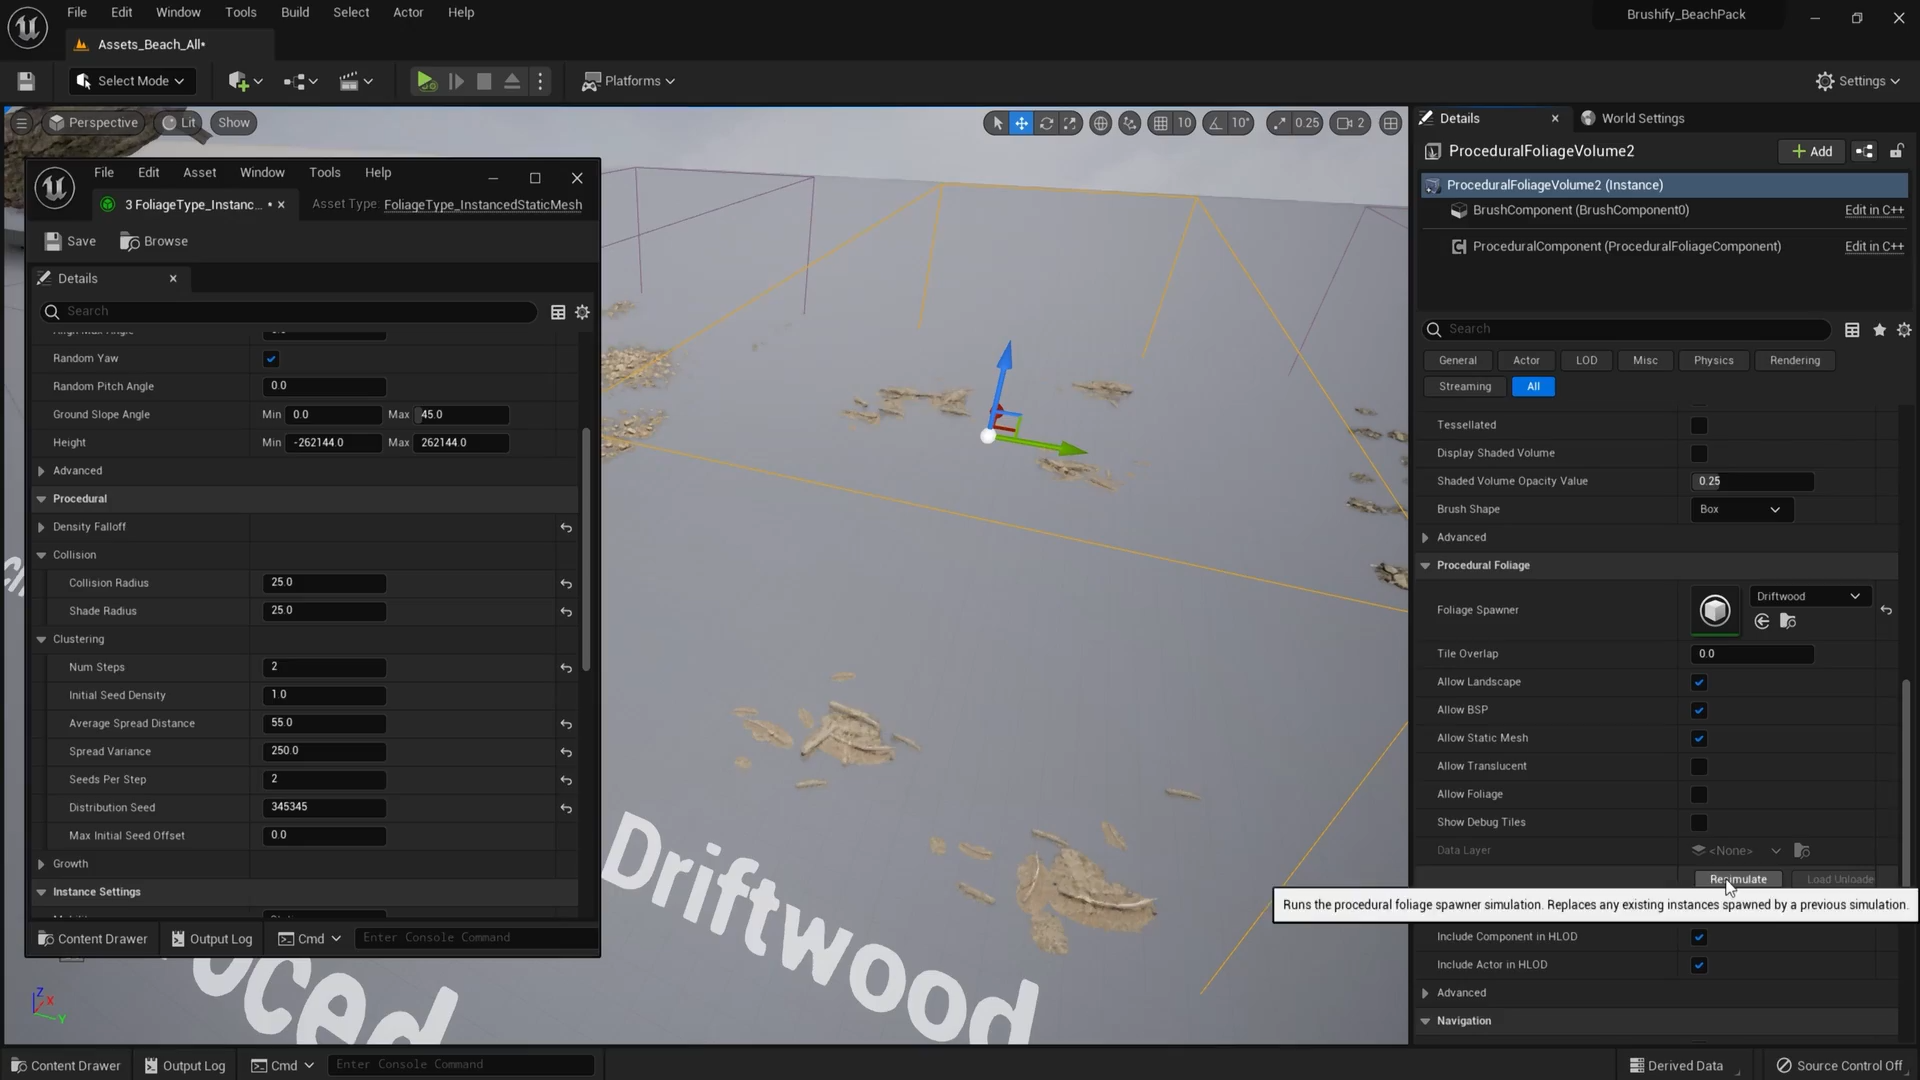 File Edit Window Tools Build Select Actor Help
Brushify_BeachPack
Assets_Beach_All*
Select Mode
Platforms
Settings
Perspective
Lit
Show
10
10°
0.25
2
File Edit Asset Window Tools Help
3 FoliageType_Instanc... *
Asset Type: FoliageType_InstancedStaticMesh
Save
Browse
Details
Search
Align Max Angle
Random Yaw
Random Pitch Angle 0.0
Ground Slope Angle Min 0.0 Max 45.0
Height Min -262144.0 Max 262144.0
Advanced
Procedural
Density Falloff
Collision
Collision Radius 25.0
Shade Radius 25.0
Clustering
Num Steps 2
Initial Seed Density 1.0
Average Spread Distance 55.0
Spread Variance 250.0
Seeds Per Step 2
Distribution Seed 345345
Max Initial Seed Offset 0.0
Growth
Instance Settings
Content Drawer
Output Log
Cmd
Enter Console Command
Driftwood
oced
Details
World Settings
ProceduralFoliageVolume2
Add
ProceduralFoliageVolume2 (Instance)
BrushComponent (BrushComponent0) Edit in C++
ProceduralComponent (ProceduralFoliageComponent) Edit in C++
Search
General Actor LOD Misc Physics Rendering
Streaming All
Tessellated
Display Shaded Volume
Shaded Volume Opacity Value 0.25
Brush Shape Box
Advanced
Procedural Foliage
Foliage Spawner Driftwood
Tile Overlap 0.0
Allow Landscape
Allow BSP
Allow Static Mesh
Allow Translucent
Allow Foliage
Show Debug Tiles
Data Layer <None>
Resimulate Load Unloade
Runs the procedural foliage spawner simulation. Replaces any existing instances spawned by a previous simulation.
Include Component in HLOD
Include Actor in HLOD
Advanced
Navigation
Z
X
Y
Content Drawer
Output Log
Cmd
Enter Console Command
Derived Data
Source Control Off